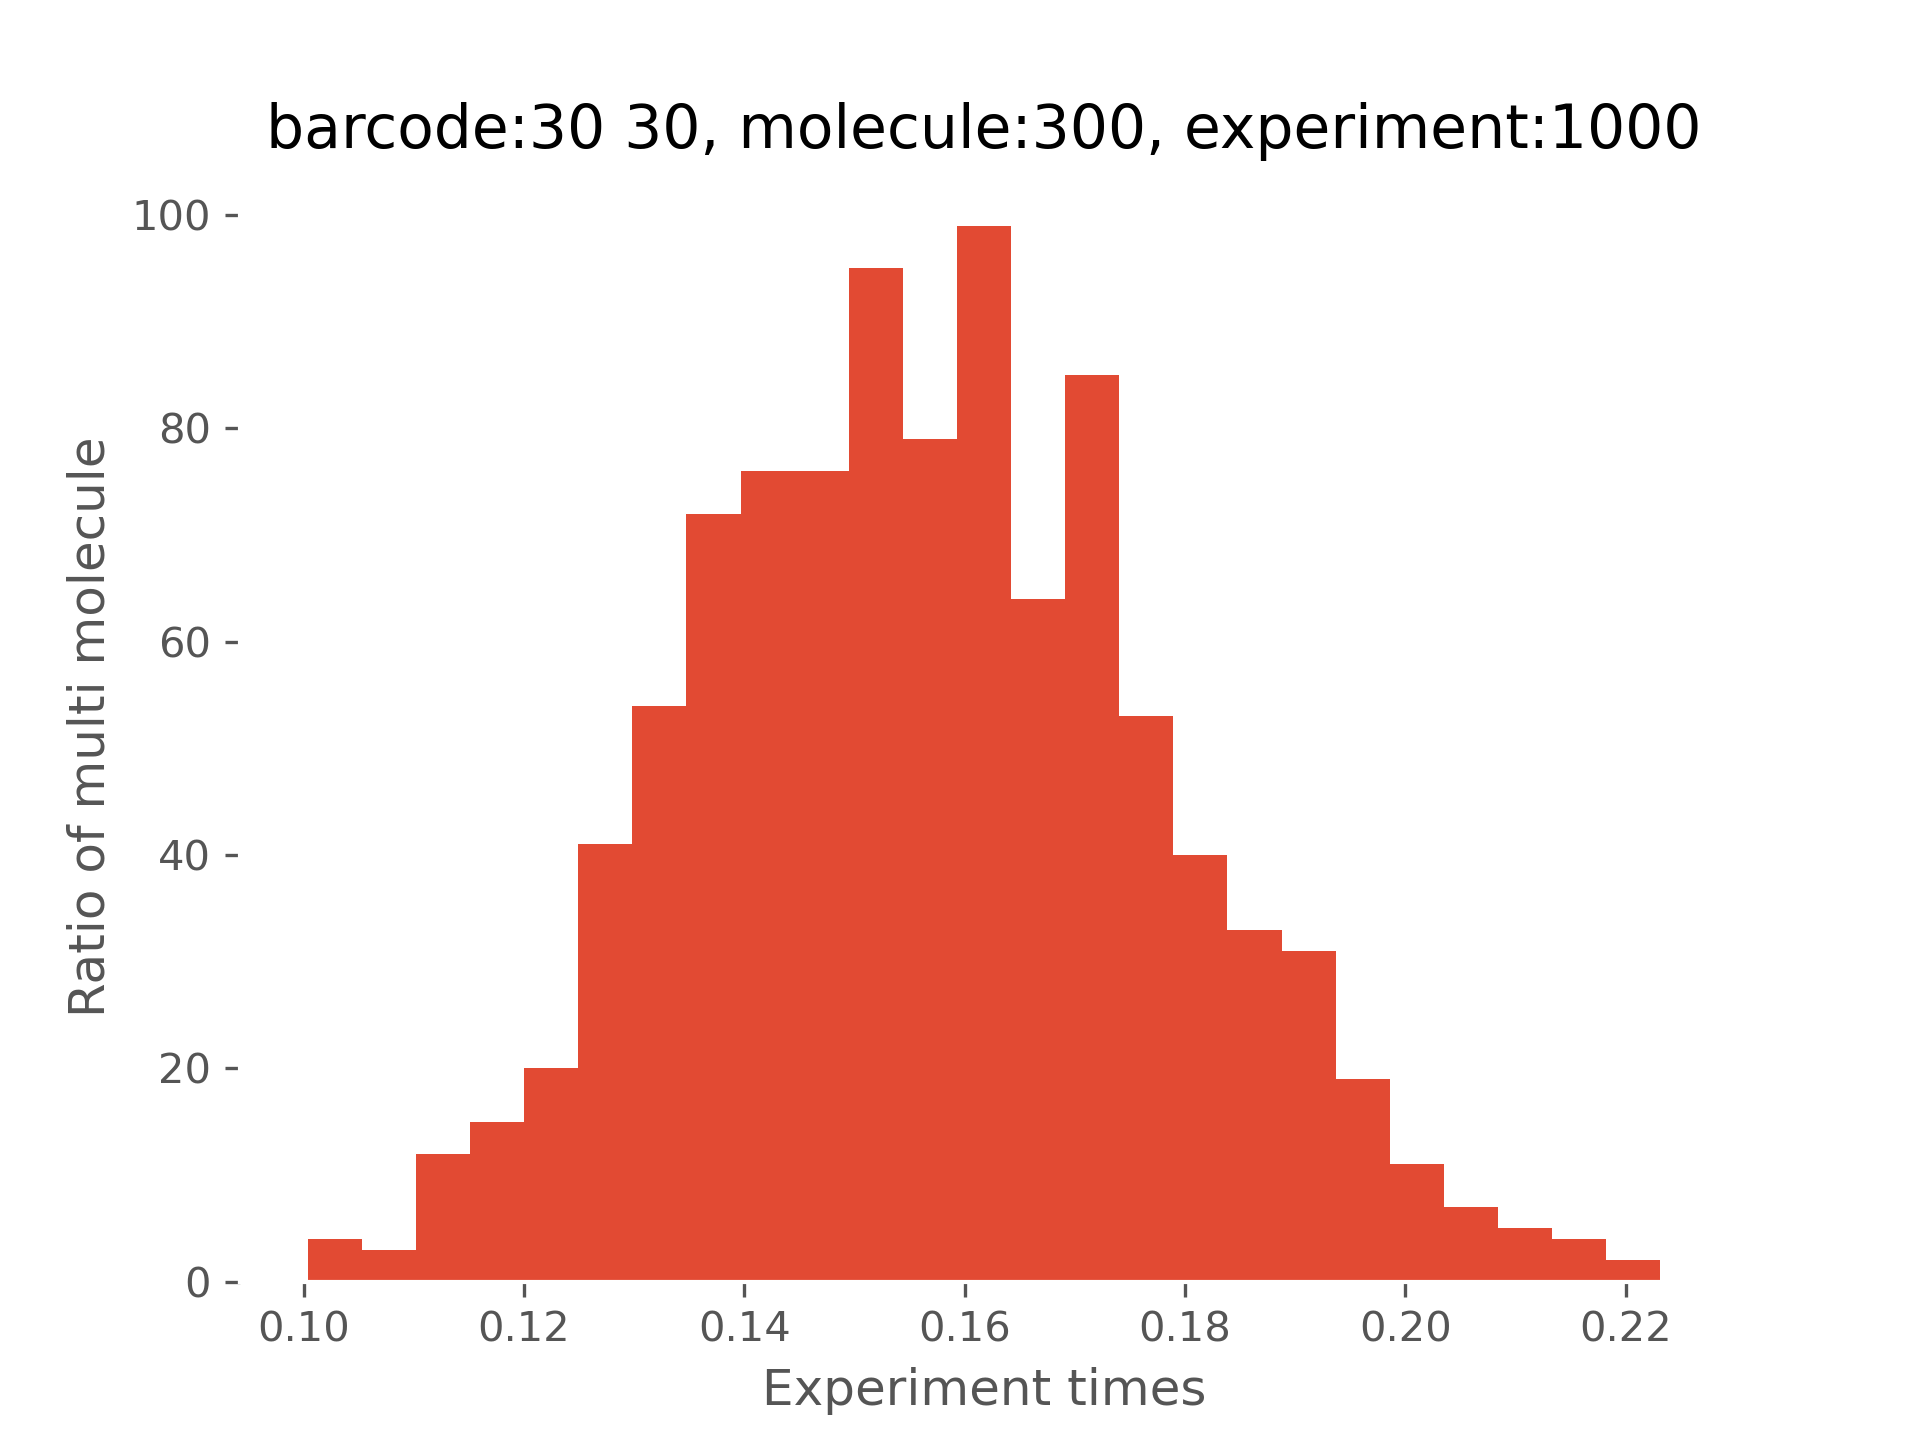 barcode:30 30, molecule:300, experiment:1000
Ratio of multi molecule
100
80
60
40
20
0
0.10 0.12 0.14 0.16 0.18 0.20 0.22
Experiment times